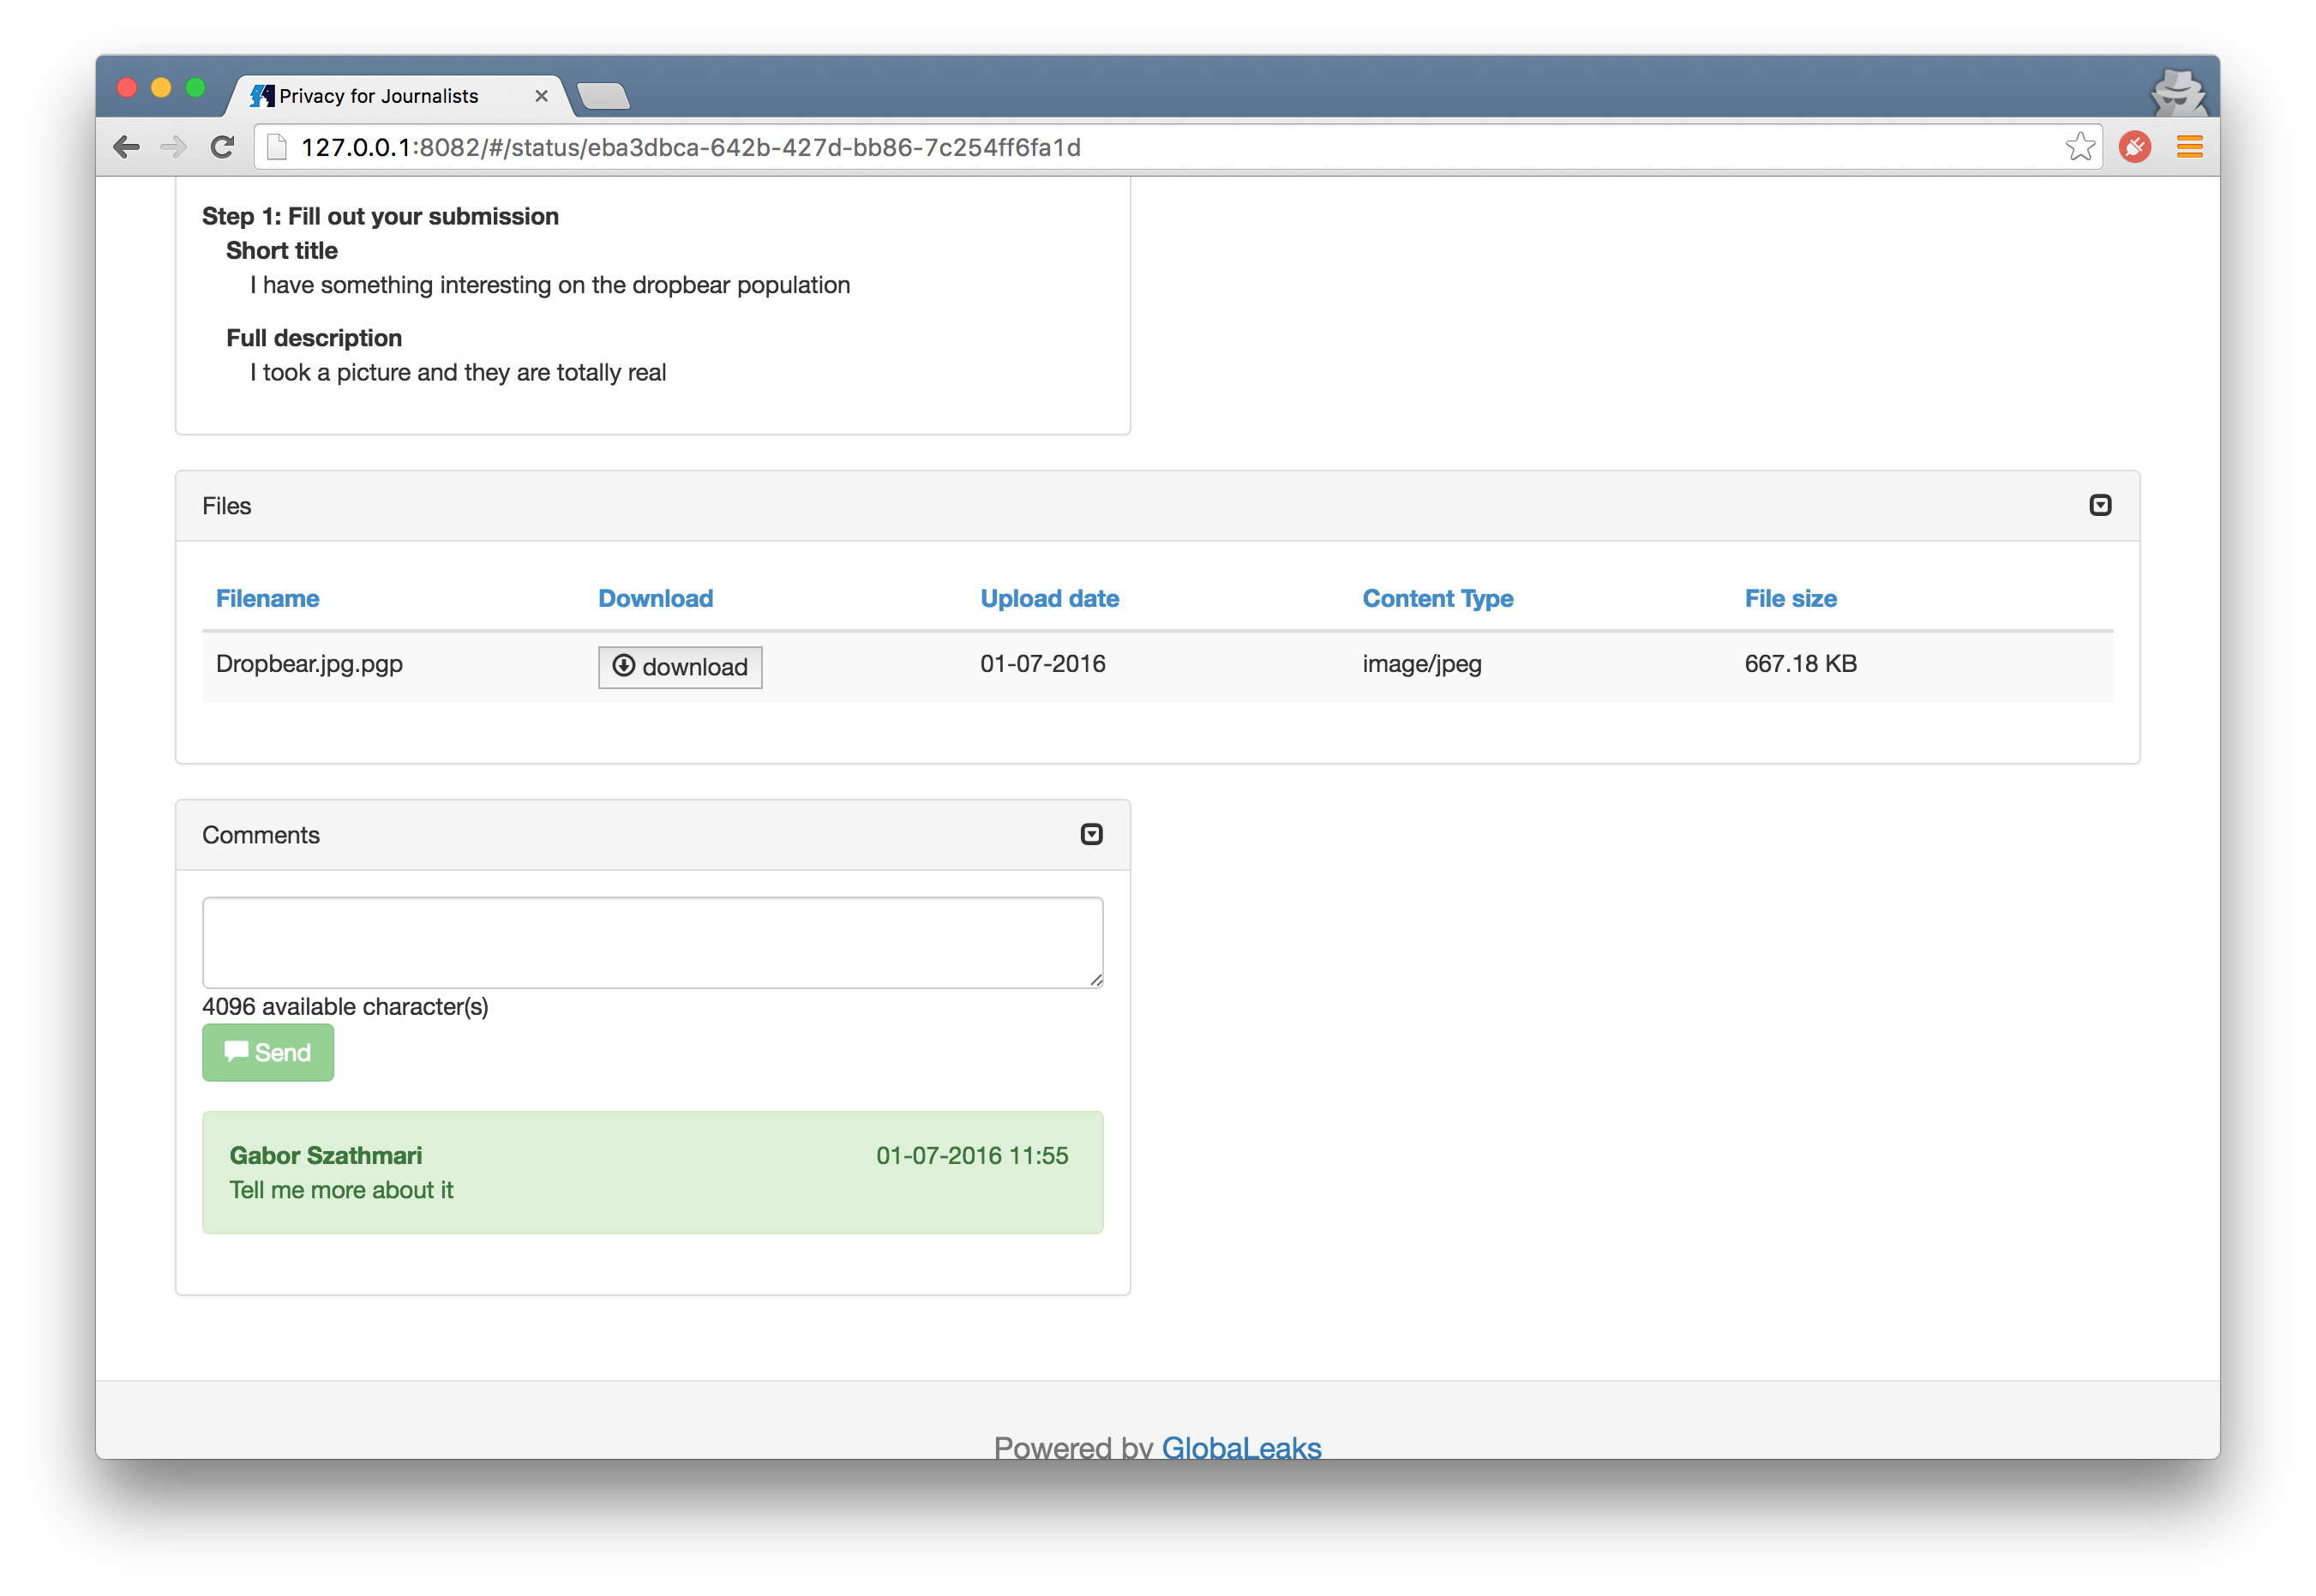 Privacy for Journalists
127.0.0.1:8082/#/status/eba3dbca-642b-427d-bb86-7c254ff6fa1d
Step 1: Fill out your submission
Short title
I have something interesting on the dropbear population
Full description
I took a picture and they are totally real
Files
Filename Download Upload date Content Type File size
Dropbear.jpg.pgp download 01-07-2016 image/jpeg 667.18 KB
Comments
4096 available character(s)
Send
Gabor Szathmari 01-07-2016 11:55
Tell me more about it
Powered by GlobaLeaks